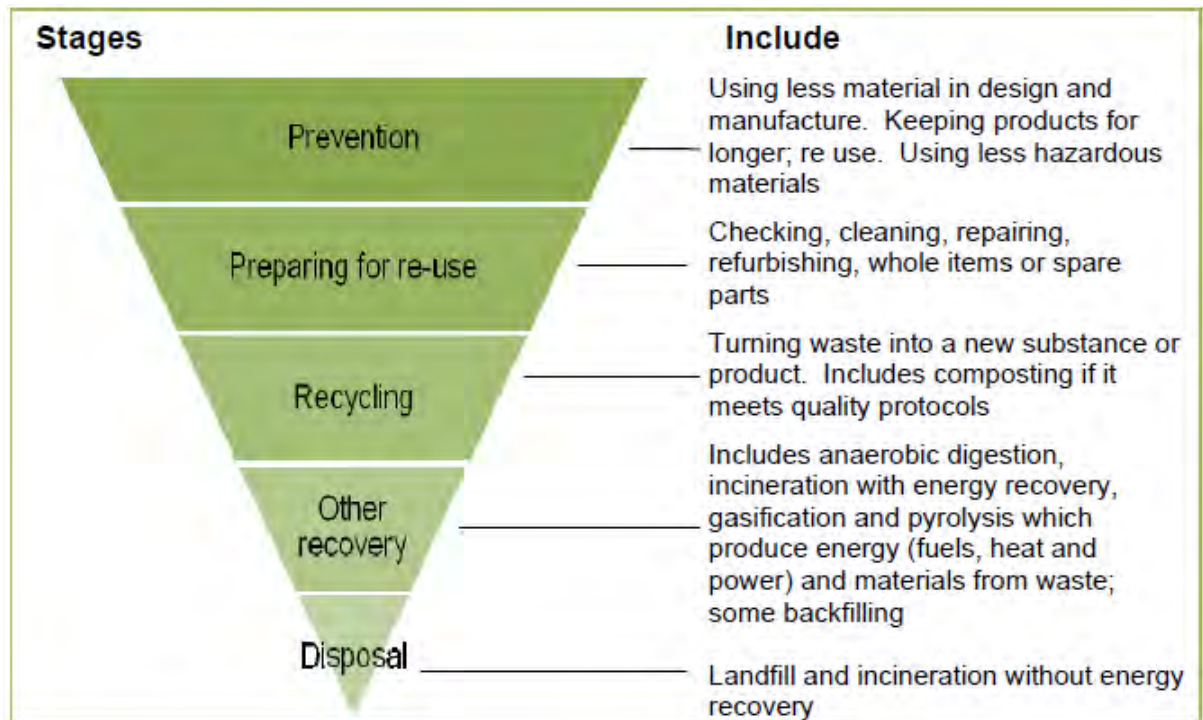 Stages
Include
Prevention
Using less material in design and
manufacture.  Keeping products for
longer; re use.  Using less hazardous
materials
Preparing for re-use
Checking, cleaning, repairing,
refurbishing, whole items or spare
parts
Recycling
Turning waste into a new substance or
product.  Includes composting if it
meets quality protocols
Other
recovery
Includes anaerobic digestion,
incineration with energy recovery,
gasification and pyrolysis which
produce energy (fuels, heat and
power) and materials from waste;
some backfilling
Disposal
Landfill and incineration without energy
recovery